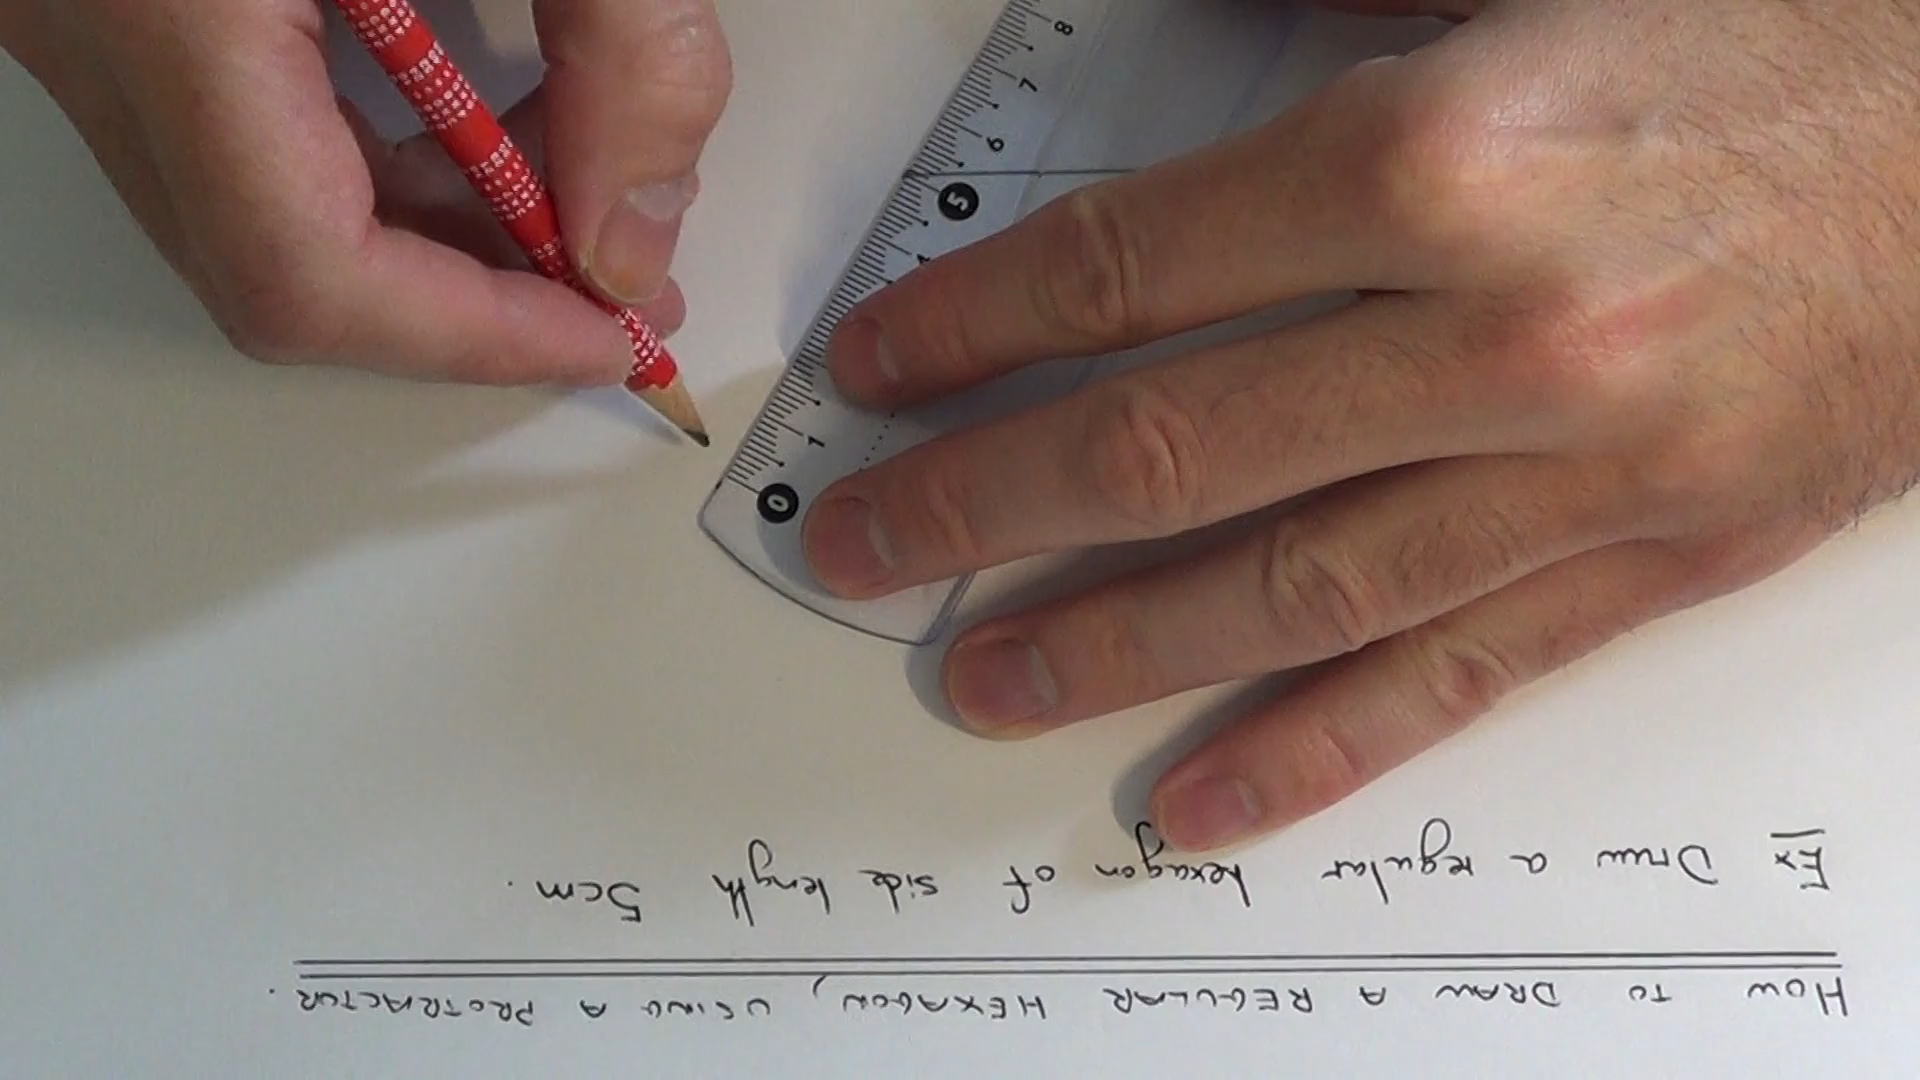 HOW TO DRAW A REGULAR HEXAGON, USING A PROTRACTOR.
Ex Draw a regular hexagon of side length 5cm.
0 1 4 5 6 7 8